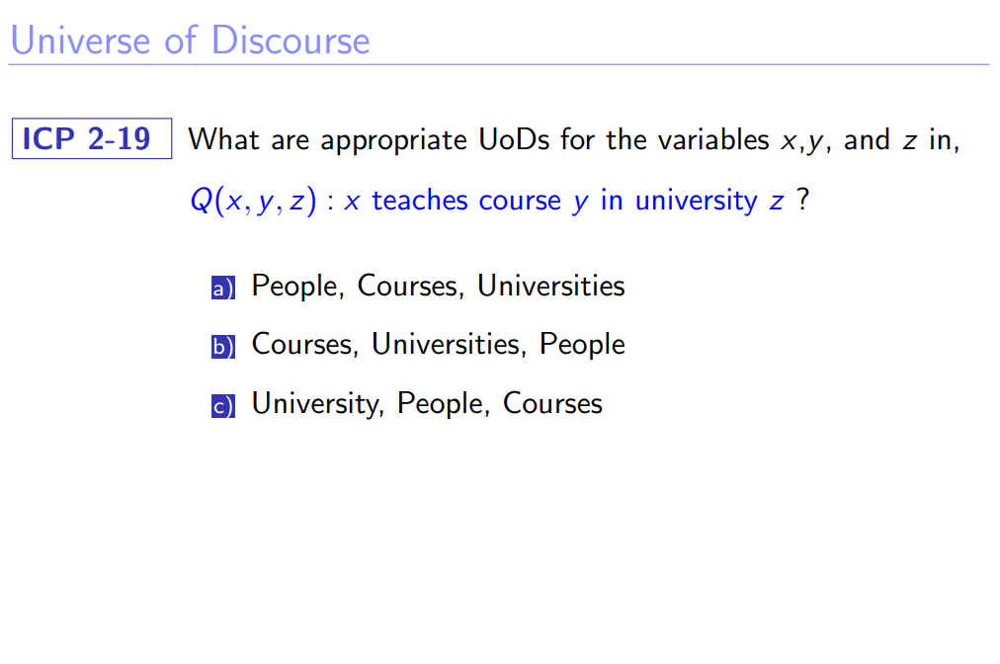 Universe of Discourse
ICP 2-19 What are appropriate UoDs for the variables x,y, and z in,
Q(x, y, z) : x teaches course y in university z ?
a) People, Courses, Universities
b) Courses, Universities, People
c) University, People, Courses